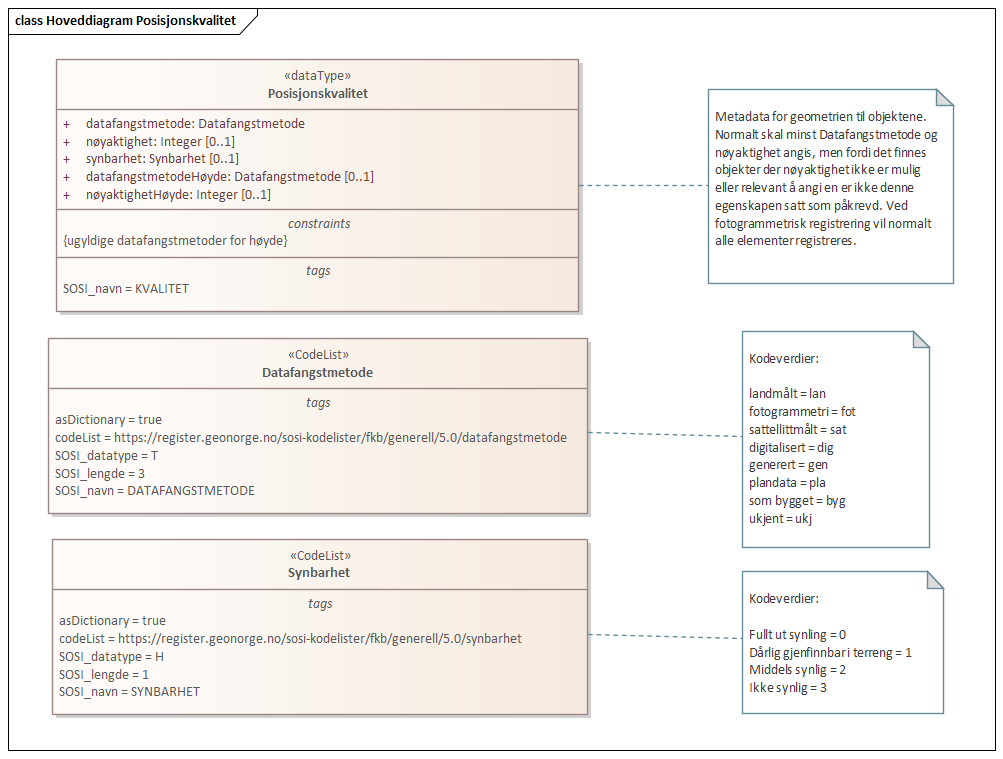 class Hoveddiagram Posisjonskvalitet
«dataType»
Posisjonskvalitet
+ datafangstmetode: Datafangstmetode
+ nøyaktighet: Integer [0..1]
+ synbarhet: Synbarhet [0..1]
+ datafangstmetodeHøyde: Datafangstmetode [0..1]
+ nøyaktighetHøyde: Integer [0..1]
constraints
{ugyldige datafangstmetoder for høyde}
tags
SOSI_navn = KVALITET
Metadata for geometrien til objektene.
Normalt skal minst Datafangstmetode og
nøyaktighet angis, men fordi det finnes
objekter der nøyaktighet ikke er mulig
eller relevant å angi en er ikke denne
egenskapen satt som påkrevd. Ved
fotogrammetrisk registrering vil normalt
alle elementer registreres.
«CodeList»
Datafangstmetode
tags
asDictionary = true
codeList = https://register.geonorge.no/sosi-kodelister/fkb/generell/5.0/datafangstmetode
SOSI_datatype = T
SOSI_lengde = 3
SOSI_navn = DATAFANGSTMETODE
Kodeverdier:
landmålt = lan
fotogrammetri = fot
sattellittmålt = sat
digitalisert = dig
generert = gen
plandata = pla
som bygget = byg
ukjent = ukj
«CodeList»
Synbarhet
tags
asDictionary = true
codeList = https://register.geonorge.no/sosi-kodelister/fkb/generell/5.0/synbarhet
SOSI_datatype = H
SOSI_lengde = 1
SOSI_navn = SYNBARHET
Kodeverdier:
Fullt ut synling = 0
Dårlig gjenfinnbar i terreng = 1
Middels synlig = 2
Ikke synlig = 3